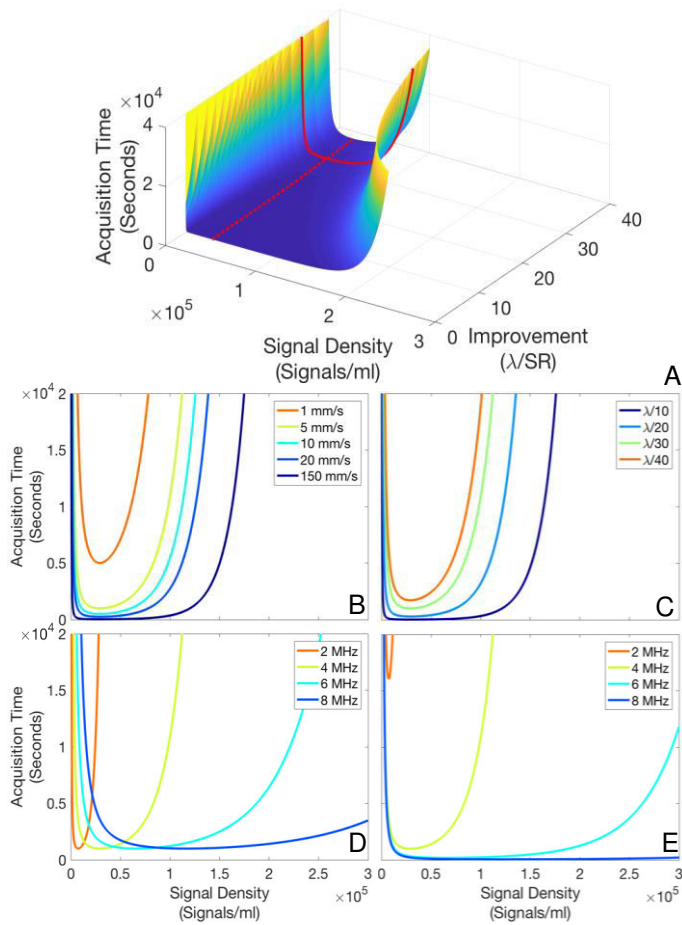 ×10⁴
Acquisition Time
(Seconds)
4
2
0
0
1
2
3
×10⁵
Signal Density
(Signals/ml)
0
10
20
30
40
Improvement
(λ/SR)
A
×10⁴
2
1.5
1
0.5
0
Acquisition Time
(Seconds)
1 mm/s
5 mm/s
10 mm/s
20 mm/s
150 mm/s
B
λ/10
λ/20
λ/30
λ/40
C
×10⁴
2
1.5
1
0.5
0
Acquisition Time
(Seconds)
2 MHz
4 MHz
6 MHz
8 MHz
D
0 0.5 1 1.5 2 2.5 3
Signal Density
(Signals/ml)
×10⁵
2 MHz
4 MHz
6 MHz
8 MHz
E
0 0.5 1 1.5 2 2.5 3
Signal Density
(Signals/ml)
×10⁵